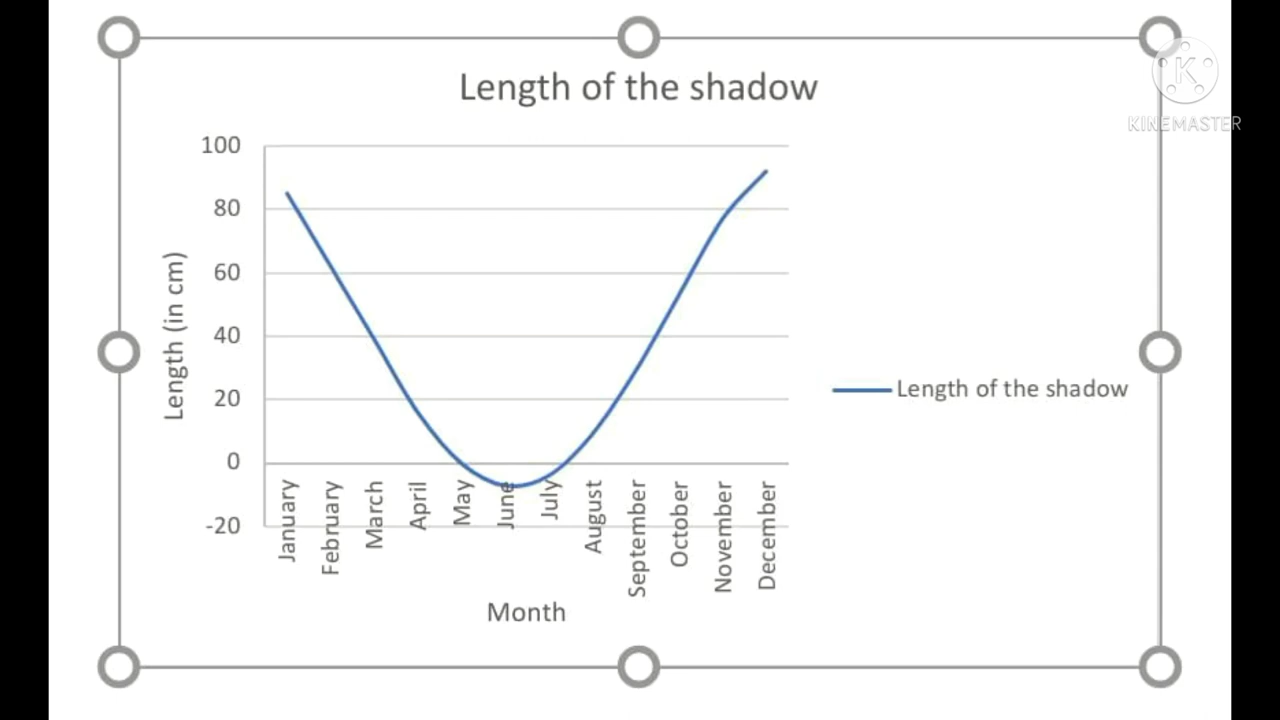 Length of the shadow
K
KINEMASTER
100
80
60
40
20
0
-20
Length (in cm)
January
February
March
April
May
June
July
August
September
October
November
December
Month
Length of the shadow